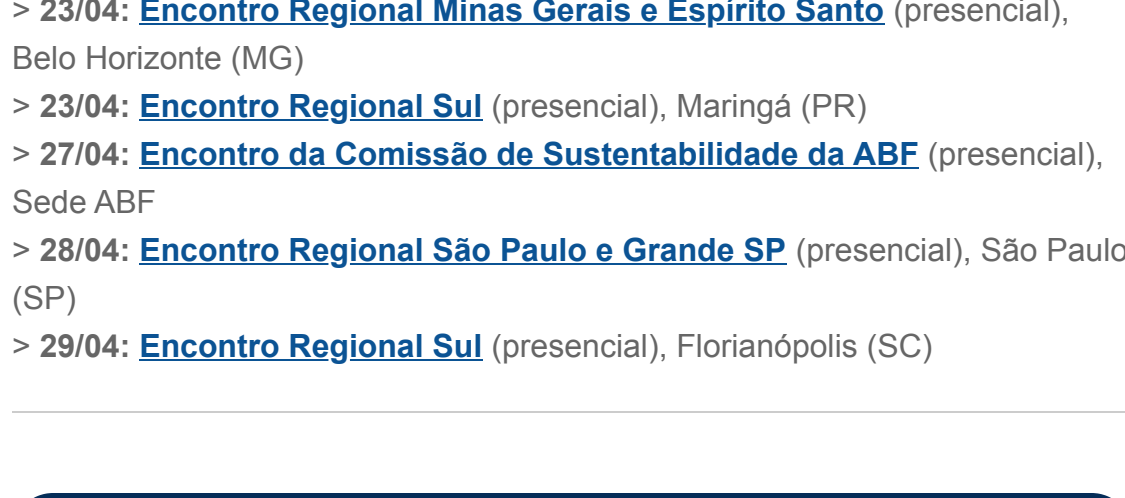 > 23/04: Encontro Regional Minas Gerais e Espírito Santo (presencial),
Belo Horizonte (MG)
> 23/04: Encontro Regional Sul (presencial), Maringá (PR)
> 27/04: Encontro da Comissão de Sustentabilidade da ABF (presencial),
Sede ABF
> 28/04: Encontro Regional São Paulo e Grande SP (presencial), São Paulo
(SP)
> 29/04: Encontro Regional Sul (presencial), Florianópolis (SC)